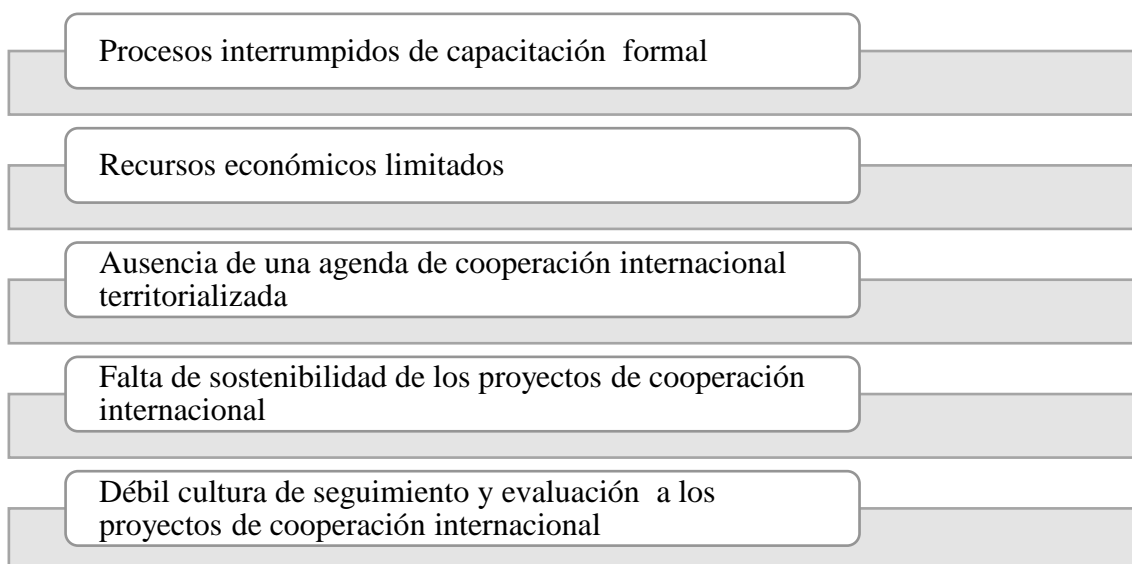 Procesos interrumpidos de capacitación  formal
Recursos económicos limitados
Ausencia de una agenda de cooperación internacional
territorializada
Falta de sostenibilidad de los proyectos de cooperación
internacional
Débil cultura de seguimiento y evaluación  a los
proyectos de cooperación internacional